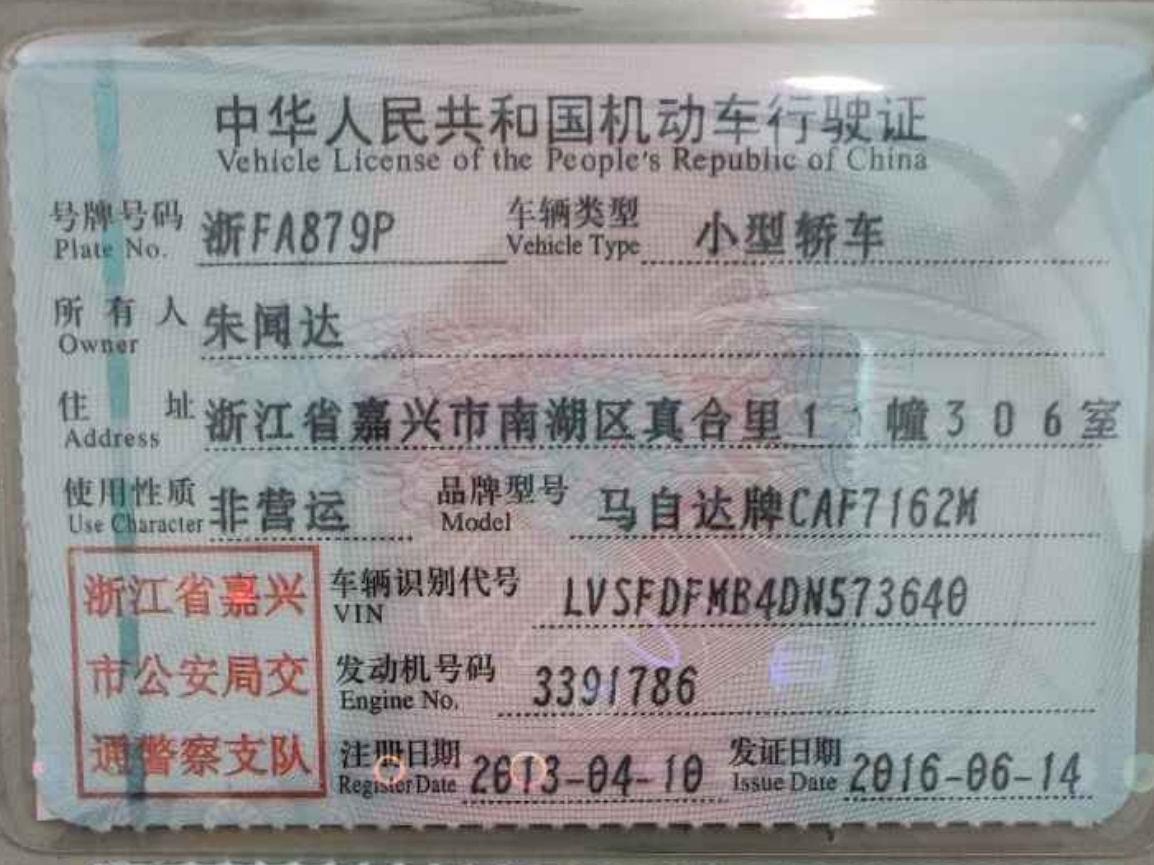 中华人民共和国机动车行驶证
Vehicle License of the People's Republic of China
号牌号码 浙FA879P 车辆类型 小型轿车
Plate No. Vehicle Type
所有人 朱闻达
Owner
住址 浙江省嘉兴市南湖区真合里1 幢306室
Address
使用性质 非营运 品牌型号 马自达牌CAF7162M
Use Character Model
浙江省嘉兴
市公安局交
通警察支队
车辆识别代号 LVSFDFMB4DN573640
VIN
发动机号码 3391786
Engine No.
注册日期 2013-04-10 发证日期 2016-06-14
Register Date Issue Date